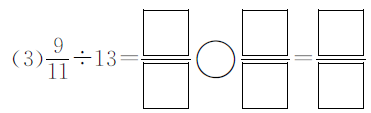 (3) 9/11 ÷ 13 = □/□ ○ □/□ = □/□